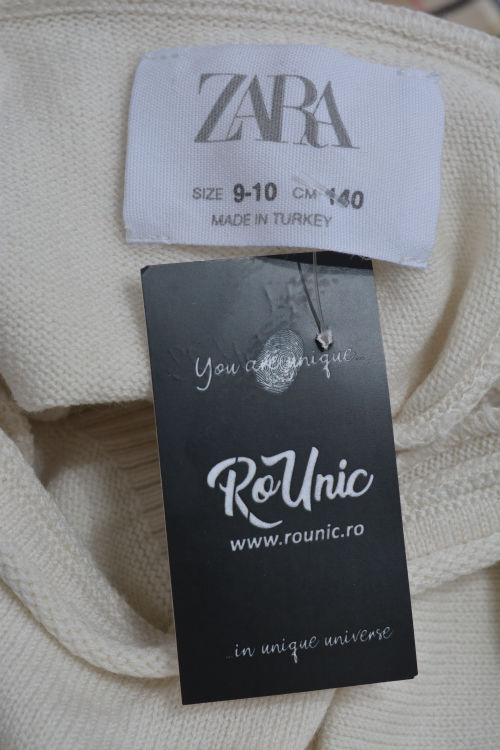 ZARA
SIZE 9-10 CM 140
MADE IN TURKEY
You are unique...
RoUnic
www.rounic.ro
...in unique universe